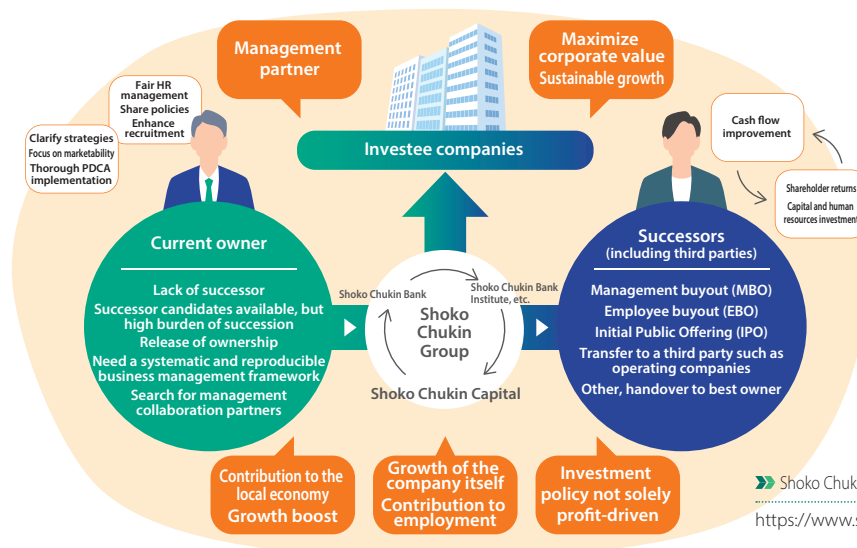 Management
partner
Maximize
corporate value
Sustainable growth
Fair HR
management
Share policies
Enhance
recruitment
Clarify strategies
Focus on marketability
Thorough PDCA
implementation
Investee companies
Cash flow
improvement
Shareholder returns
Capital and human
resources investment
Current owner
Lack of successor
Successor candidates available, but
high burden of succession
Release of ownership
Need a systematic and reproducible
business management framework
Search for management
collaboration partners
Shoko Chukin Bank
Shoko Chukin Bank
Institute, etc.
Shoko
Chukin
Group
Shoko Chukin Capital
Successors
(including third parties)
Management buyout (MBO)
Employee buyout (EBO)
Initial Public Offering (IPO)
Transfer to a third party such as
operating companies
Other, handover to best owner
Contribution to the
local economy
Growth boost
Growth of the
company itself
Contribution to
employment
Investment
policy not solely
profit-driven
Shoko Chuk
https://www.s